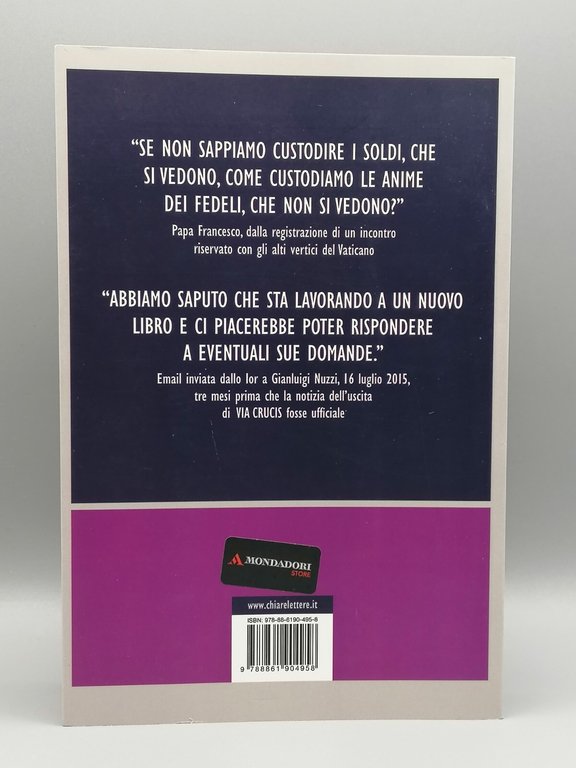 “SE NON SAPPIAMO CUSTODIRE I SOLDI, CHE
SI VEDONO, COME CUSTODIAMO LE ANIME
DEI FEDELI, CHE NON SI VEDONO?”
Papa Francesco, dalla registrazione di un incontro
riservato con gli alti vertici del Vaticano
“ABBIAMO SAPUTO CHE STA LAVORANDO A UN NUOVO
LIBRO E CI PIACEREBBE POTER RISPONDERE
A EVENTUALI SUE DOMANDE.”
Email inviata dallo Ior a Gianluigi Nuzzi, 16 luglio 2015,
tre mesi prima che la notizia dell’uscita
di VIA CRUCIS fosse ufficiale
MONDADORI
STORE
www.chiarelettere.it
ISBN: 978-88-6190-495-8
9 788861 904958